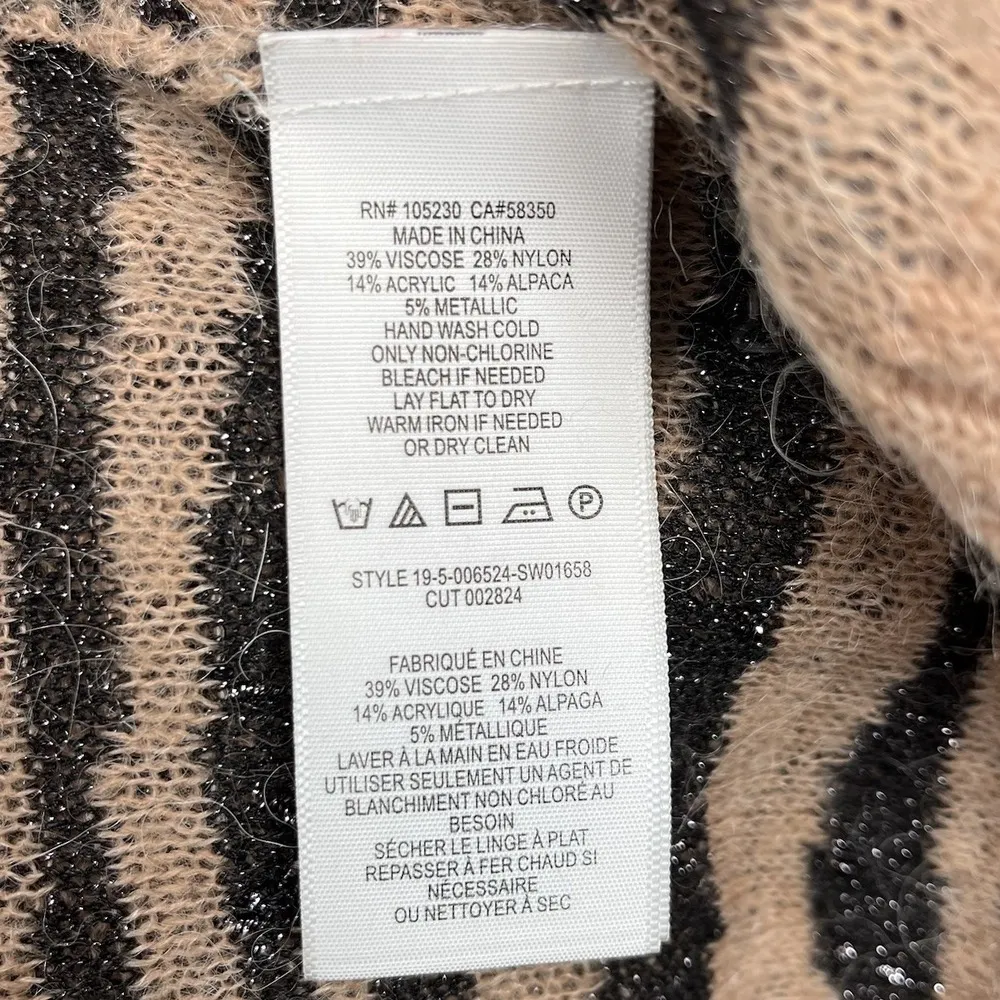 RN# 105230 CA#58350
MADE IN CHINA
39% VISCOSE 28% NYLON
14% ACRYLIC 14% ALPACA
5% METALLIC
HAND WASH COLD
ONLY NON-CHLORINE
BLEACH IF NEEDED
LAY FLAT TO DRY
WARM IRON IF NEEDED
OR DRY CLEAN
P
STYLE 19-5-006524-SW01658
CUT 002824
FABRIQUÉ EN CHINE
39% VISCOSE 28% NYLON
14% ACRYLIQUE 14% ALPAGA
5% MÉTALLIQUE
LAVER À LA MAIN EN EAU FROIDE
UTILISER SEULEMENT UN AGENT DE
BLANCHIMENT NON CHLORÉ AU
BESOIN
SÉCHER LE LINGE À PLAT
REPASSER À FER CHAUD SI
NÉCESSAIRE
OU NETTOYER À SEC